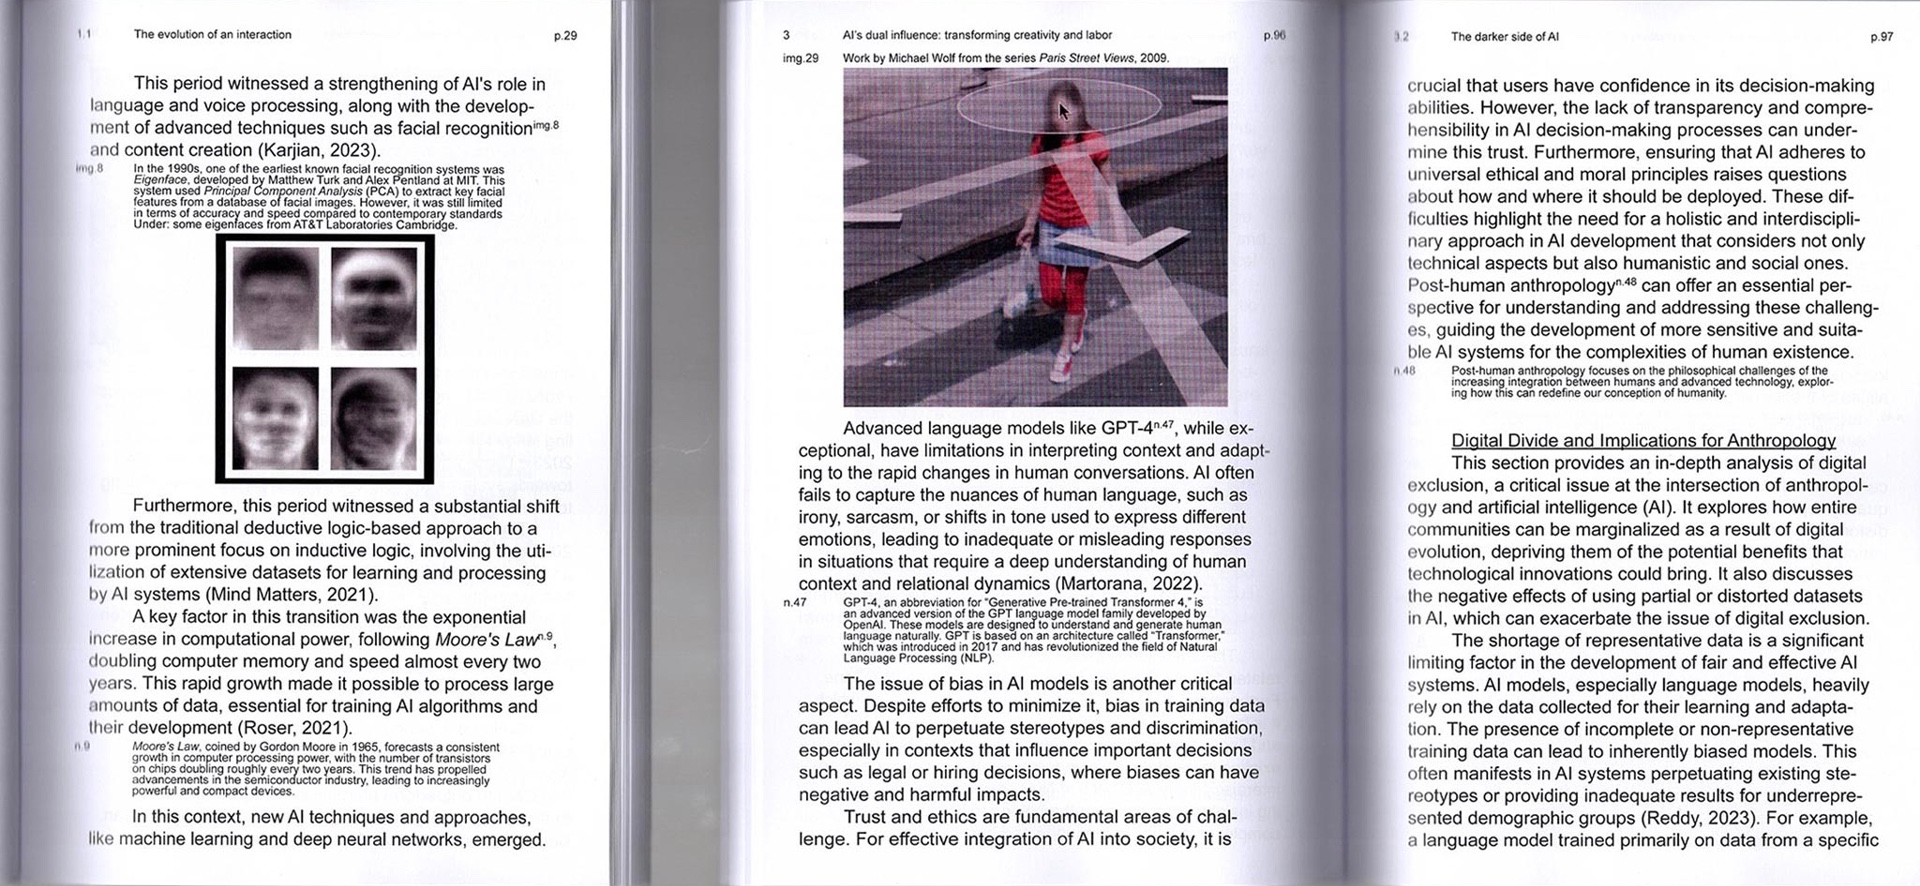 1.1 The evolution of an interaction p.29
This period witnessed a strengthening of AI's role in
language and voice processing, along with the develop-
ment of advanced techniques such as facial recognition img.8
and content creation (Karjian, 2023).
img.8 In the 1990s, one of the earliest known facial recognition systems was
Eigenface, developed by Matthew Turk and Alex Pentland at MIT. This
system used Principal Component Analysis (PCA) to extract key facial
features from a database of facial images. However, it was still limited
in terms of accuracy and speed compared to contemporary standards
Under: some eigenfaces from AT&T Laboratories Cambridge.
Furthermore, this period witnessed a substantial shift
from the traditional deductive logic-based approach to a
more prominent focus on inductive logic, involving the uti-
lization of extensive datasets for learning and processing
by AI systems (Mind Matters, 2021).
A key factor in this transition was the exponential
increase in computational power, following Moore's Law n.9,
doubling computer memory and speed almost every two
years. This rapid growth made it possible to process large
amounts of data, essential for training AI algorithms and
their development (Roser, 2021).
n.9 Moore's Law, coined by Gordon Moore in 1965, forecasts a consistent
growth in computer processing power, with the number of transistors
on chips doubling roughly every two years. This trend has propelled
advancements in the semiconductor industry, leading to increasingly
powerful and compact devices.
In this context, new AI techniques and approaches,
like machine learning and deep neural networks, emerged.
3 AI's dual influence: transforming creativity and labor p.96
img.29 Work by Michael Wolf from the series Paris Street Views, 2009.
Advanced language models like GPT-4 n.47, while ex-
ceptional, have limitations in interpreting context and adapt-
ing to the rapid changes in human conversations. AI often
fails to capture the nuances of human language, such as
irony, sarcasm, or shifts in tone used to express different
emotions, leading to inadequate or misleading responses
in situations that require a deep understanding of human
context and relational dynamics (Martorana, 2022).
n.47 GPT-4, an abbreviation for "Generative Pre-trained Transformer 4," is
an advanced version of the GPT language model family developed by
OpenAI. These models are designed to understand and generate human
language naturally. GPT is based on an architecture called "Transformer,"
which was introduced in 2017 and has revolutionized the field of Natural
Language Processing (NLP).
The issue of bias in AI models is another critical
aspect. Despite efforts to minimize it, bias in training data
can lead AI to perpetuate stereotypes and discrimination,
especially in contexts that influence important decisions
such as legal or hiring decisions, where biases can have
negative and harmful impacts.
Trust and ethics are fundamental areas of chal-
lenge. For effective integration of AI into society, it is
3.2 The darker side of AI p.97
crucial that users have confidence in its decision-making
abilities. However, the lack of transparency and compre-
hensibility in AI decision-making processes can under-
mine this trust. Furthermore, ensuring that AI adheres to
universal ethical and moral principles raises questions
about how and where it should be deployed. These dif-
ficulties highlight the need for a holistic and interdiscipli-
nary approach in AI development that considers not only
technical aspects but also humanistic and social ones.
Post-human anthropology n.48 can offer an essential per-
spective for understanding and addressing these challeng-
es, guiding the development of more sensitive and suita-
ble AI systems for the complexities of human existence.
n.48 Post-human anthropology focuses on the philosophical challenges of the
increasing integration between humans and advanced technology, explor-
ing how this can redefine our conception of humanity.
Digital Divide and Implications for Anthropology
This section provides an in-depth analysis of digital
exclusion, a critical issue at the intersection of anthropol-
ogy and artificial intelligence (AI). It explores how entire
communities can be marginalized as a result of digital
evolution, depriving them of the potential benefits that
technological innovations could bring. It also discusses
the negative effects of using partial or distorted datasets
in AI, which can exacerbate the issue of digital exclusion.
The shortage of representative data is a significant
limiting factor in the development of fair and effective AI
systems. AI models, especially language models, heavily
rely on the data collected for their learning and adapta-
tion. The presence of incomplete or non-representative
training data can lead to inherently biased models. This
often manifests in AI systems perpetuating existing ste-
reotypes or providing inadequate results for underrepre-
sented demographic groups (Reddy, 2023). For example,
a language model trained primarily on data from a specific